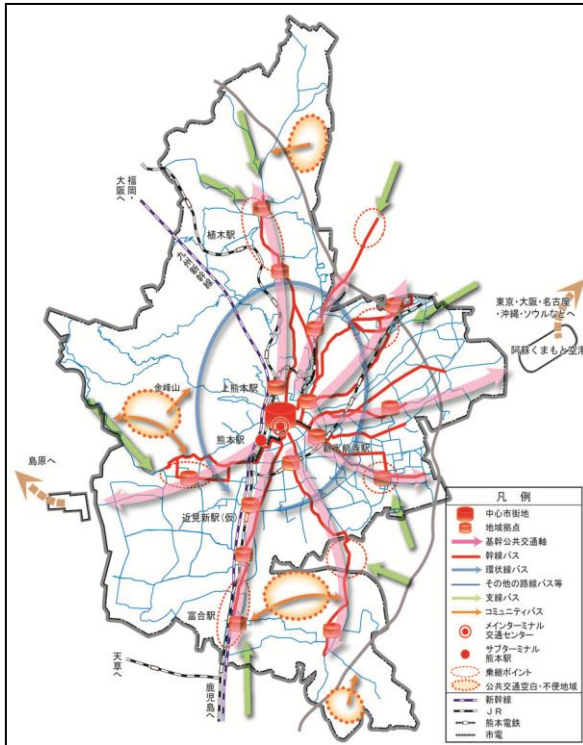 福岡・
大阪へ
植木駅
九州新幹線
東京・大阪・名古屋
・沖縄・ソウルなどへ
阿蘇くまもと空港
金峰山
上熊本駅
熊本駅
新水前寺駅
島原へ
近見新駅(仮)
富合駅
天草へ
鹿児島へ
凡 例
中心市街地
地域拠点
基幹公共交通軸
幹線バス
環状線バス
その他の路線バス等
支線バス
コミュニティバス
メインターミナル
交通センター
サブターミナル
熊本駅
乗継ポイント
公共交通空白・不便地域
新幹線
ＪＲ
熊本電鉄
市電